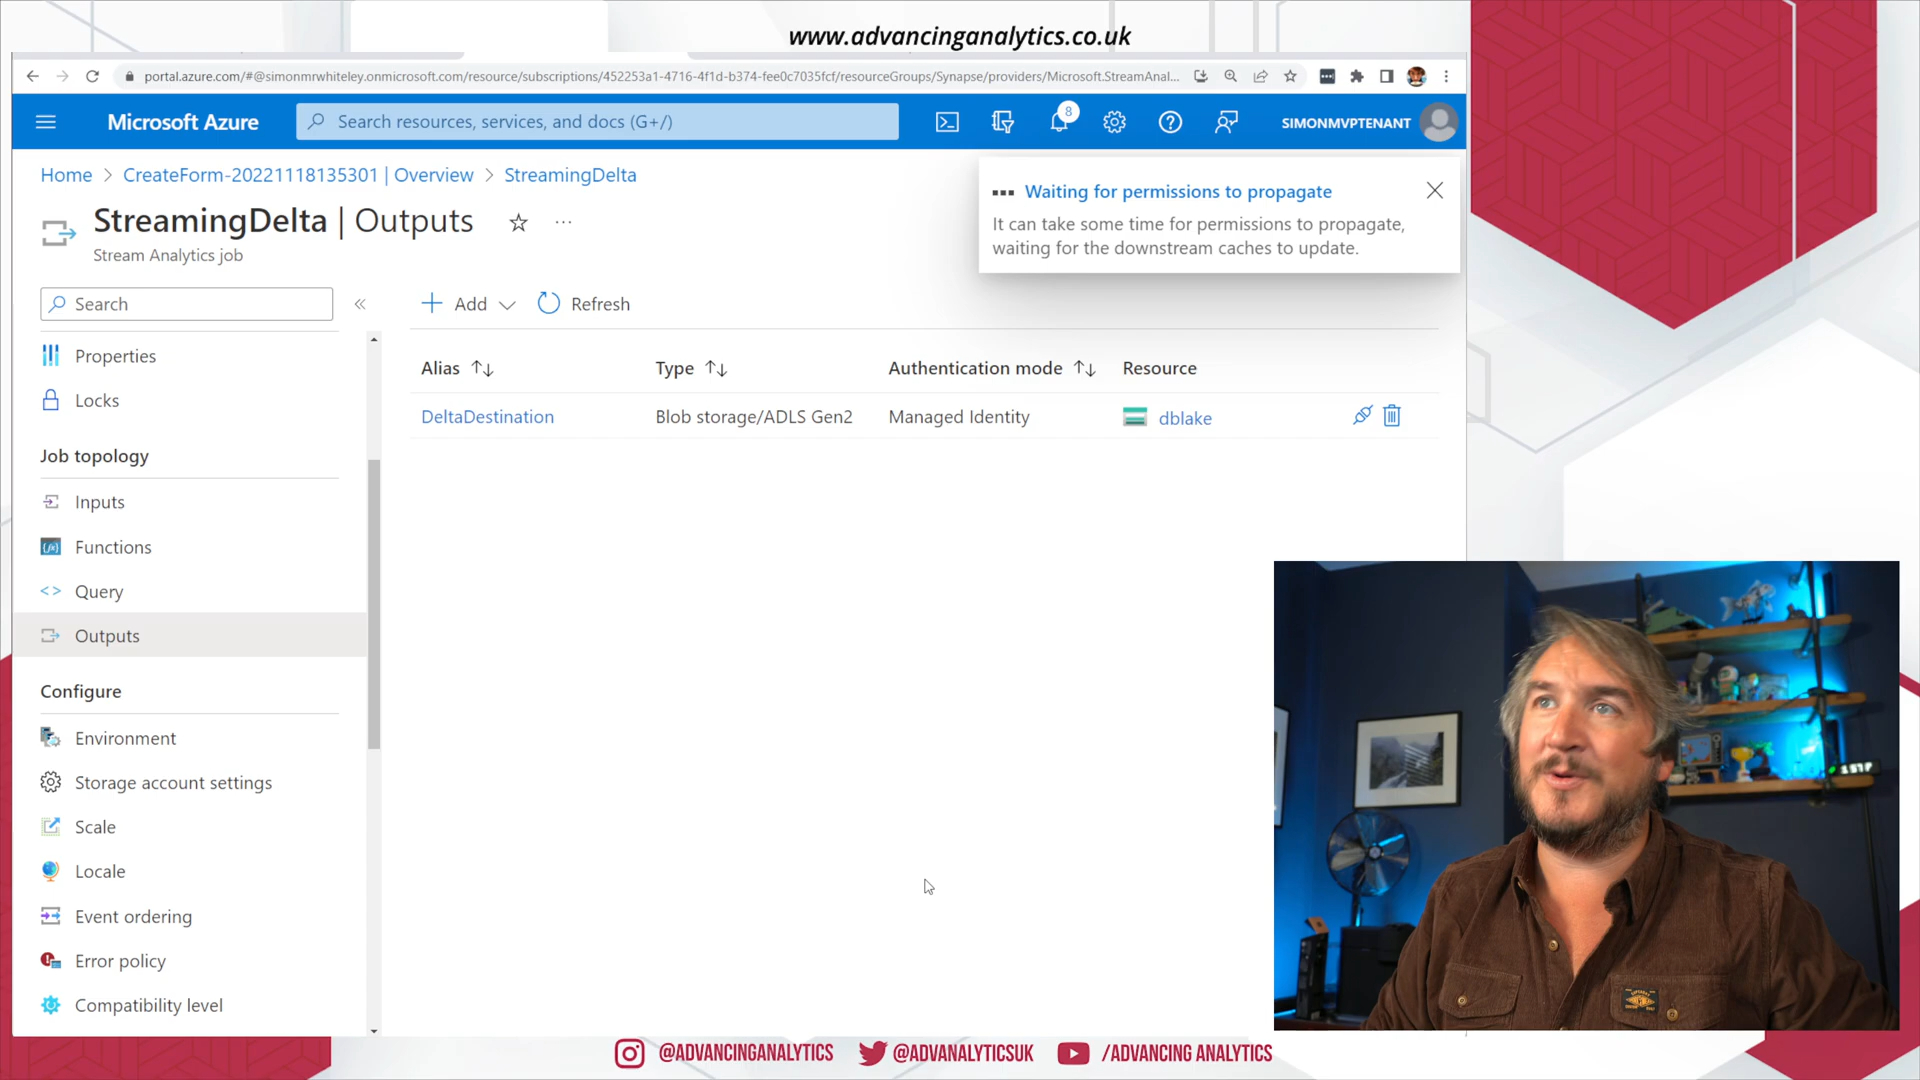 www.advancinganalytics.co.uk
portal.azure.com/#@simonmrwhiteley.onmicrosoft.com/resource/subscriptions/452253a1-4716-4f1d-b374-fee0c7035fcf/resourceGroups/Synapse/providers/Microsoft.StreamAnal...
Microsoft Azure
Search resources, services, and docs (G+/)
8
SIMONMVPTENANT
Home > CreateForm-20221118135301 | Overview > StreamingDelta
Waiting for permissions to propagate
It can take some time for permissions to propagate,
waiting for the downstream caches to update.
StreamingDelta | Outputs
Stream Analytics job
Search
Add
Refresh
Properties
Locks
Job topology
Inputs
Functions
Query
Outputs
Configure
Environment
Storage account settings
Scale
Locale
Event ordering
Error policy
Compatibility level
Alias Type Authentication mode Resource
DeltaDestination Blob storage/ADLS Gen2 Managed Identity dblake
@ADVANCINGANALYTICS @ADVANALYTICSUK /ADVANCING ANALYTICS